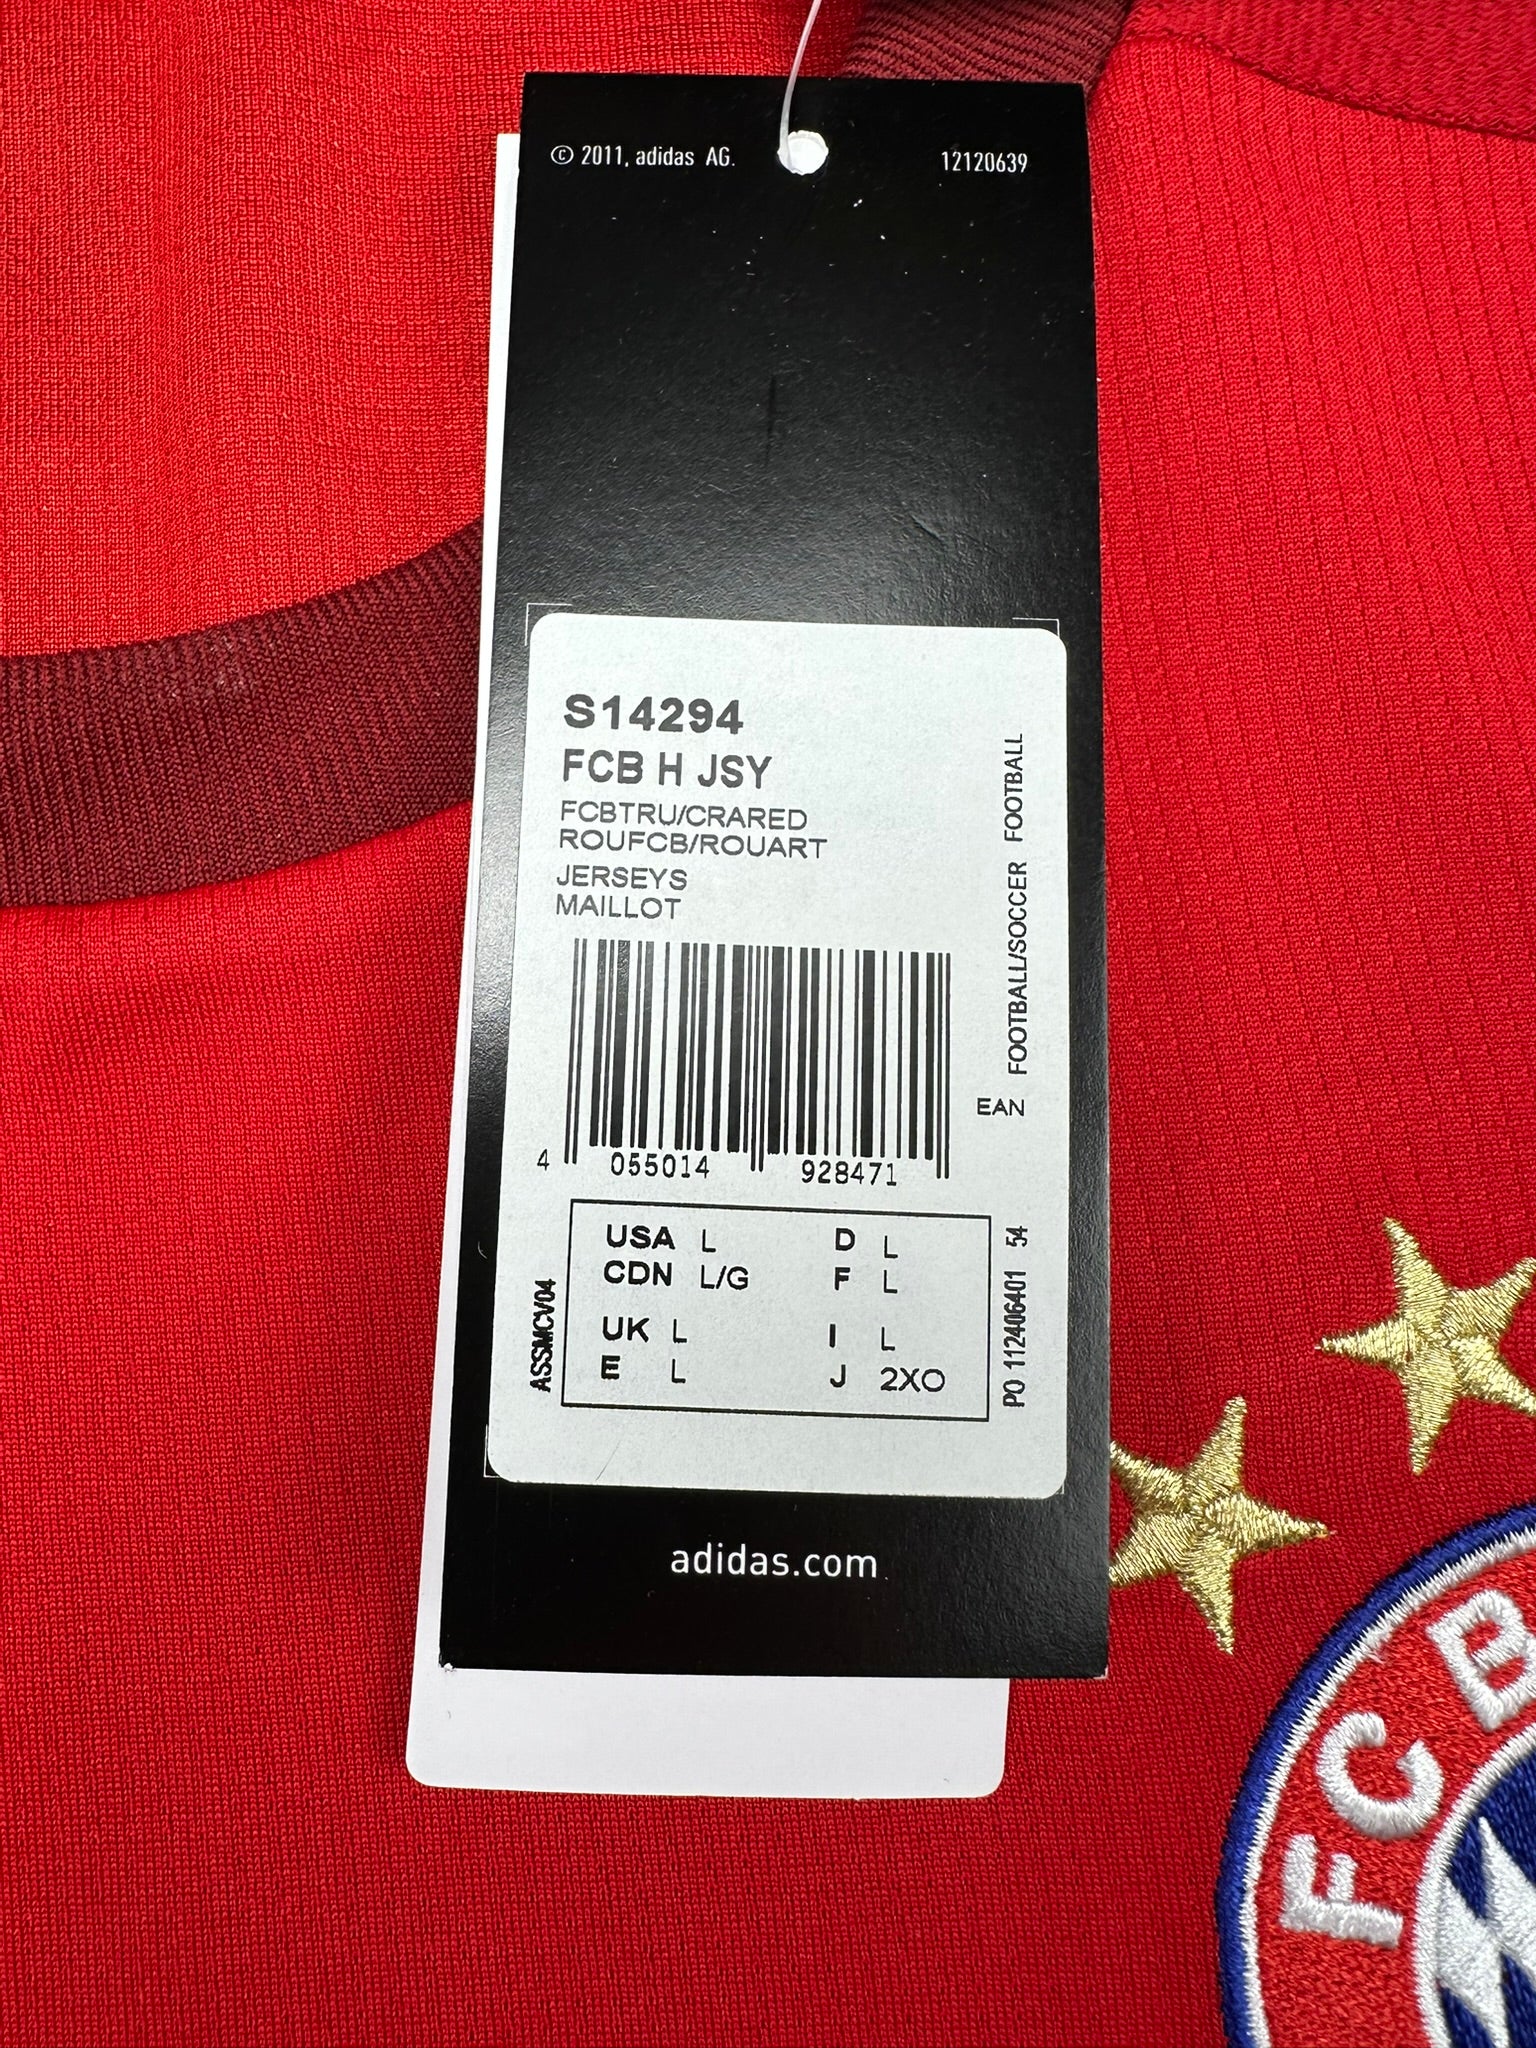 © 2011, adidas AG.
12120639
S14294
FCB H JSY
FCBTRU/CRARED
ROUFCB/ROUART
JERSEYS
MAILLOT
FOOTBALL/SOCCER FOOTBALL
EAN
4 055014 928471
USA L D L
CDN L/G F L
UK L I L
E L J 2XO
ASSMCV04
PO 112406401 54
adidas.com
FC B